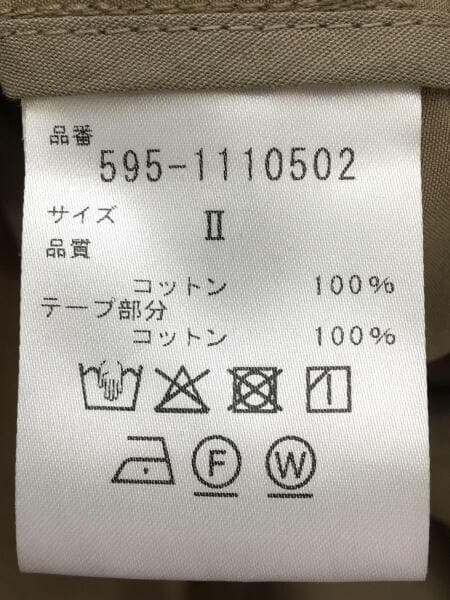 品番
595-1110502
サイズ Ⅱ
品質
コットン 100%
テープ部分
コットン 100%
F W